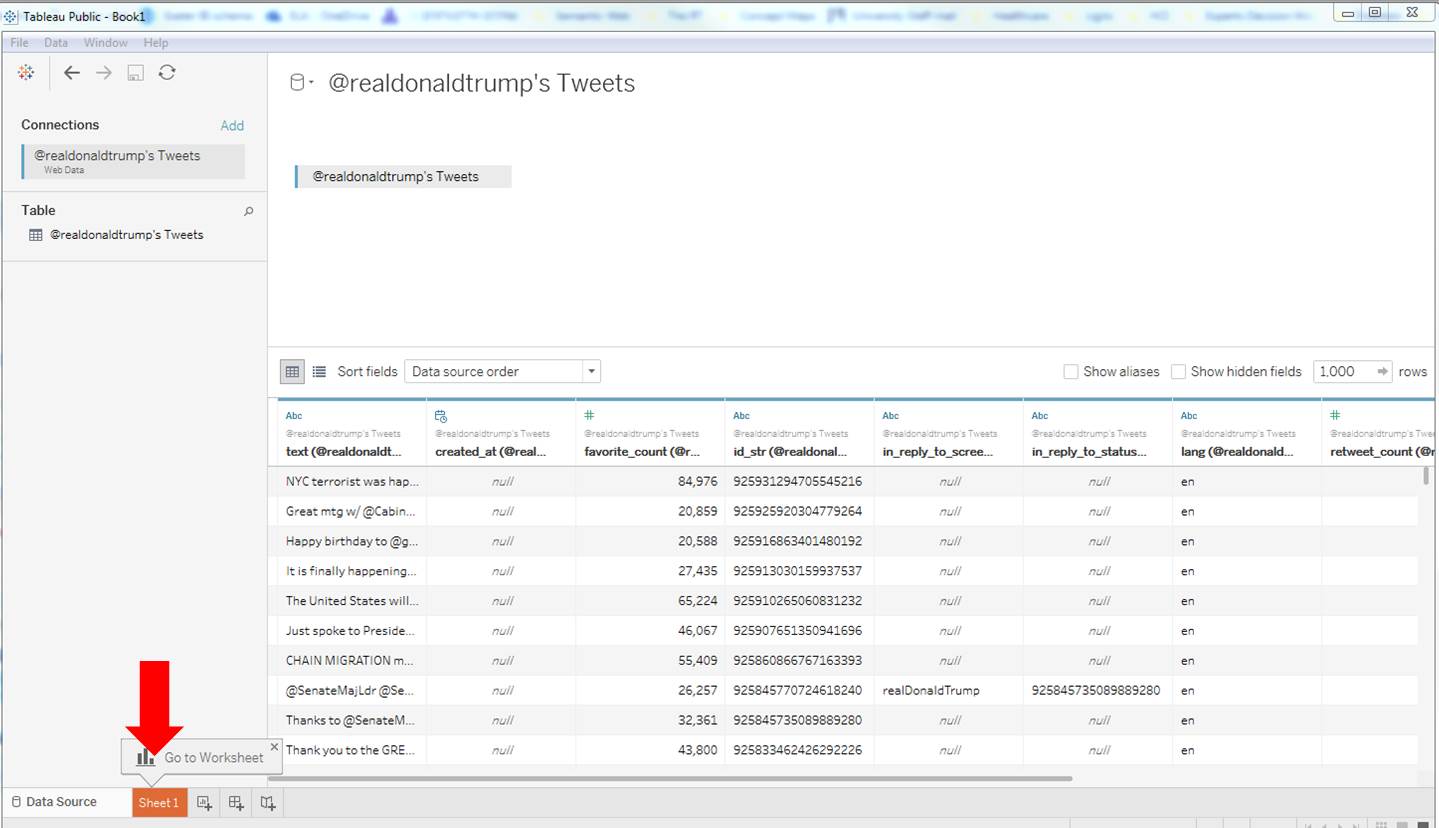 Tableau Public - Book1
File Data Window Help
@realdonaldtrump's Tweets
Connections Add
@realdonaldtrump's Tweets
Web Data
@realdonaldtrump's Tweets
Table
@realdonaldtrump's Tweets
Sort fields Data source order Show aliases Show hidden fields 1,000 rows
Abc # Abc Abc Abc Abc #
@realdonaldtrump's Tweets @realdonaldtrump's Tweets @realdonaldtrump's Tweets @realdonaldtrump's Tweets @realdonaldtrump's Tweets @realdonaldtrump's Tweets @realdonaldtrump's Tweets @realdonaldtrump's Twee
text (@realdonaldt... created_at (@real... favorite_count (@r... id_str (@realdonal... in_reply_to_scree... in_reply_to_status... lang (@realdonald... retweet_count (@r
NYC terrorist was hap... null 84,976 925931294705545216 null null en
Great mtg w/ @Cabin... null 20,859 925925920304779264 null null en
Happy birthday to @g... null 20,588 925916863401480192 null null en
It is finally happening... null 27,435 925913030159937537 null null en
The United States will... null 65,224 925910265060831232 null null en
Just spoke to Preside... null 46,067 925907651350941696 null null en
CHAIN MIGRATION m... null 55,409 925860866767163393 null null en
@SenateMajLdr @Se... null 26,257 925845770724618240 realDonaldTrump 925845735089889280 en
Thanks to @SenateM... null 32,361 925845735089889280 null null en
Thank you to the GRE... null 43,800 925833462426292226 null null en
Go to Worksheet
Data Source Sheet 1